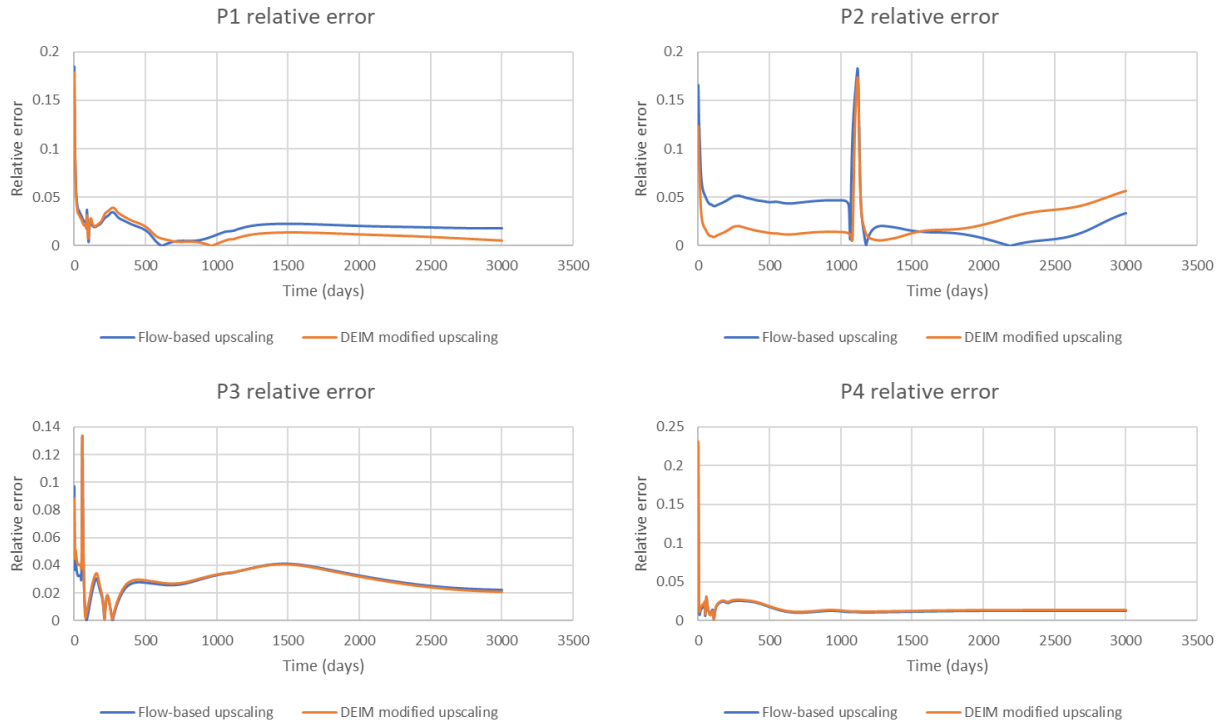 P1 relative error
0.2
0.15
0.1
0.05
0
Relative error
0 500 1000 1500 2000 2500 3000 3500
Time (days)
Flow-based upscaling DEIM modified upscaling
P2 relative error
0.2
0.15
0.1
0.05
0
Relative error
0 500 1000 1500 2000 2500 3000 3500
Time (days)
Flow-based upscaling DEIM modified upscaling
P3 relative error
0.14
0.12
0.1
0.08
0.06
0.04
0.02
0
Relative error
0 500 1000 1500 2000 2500 3000 3500
Time (days)
Flow-based upscaling DEIM modified upscaling
P4 relative error
0.25
0.2
0.15
0.1
0.05
0
Relative error
0 500 1000 1500 2000 2500 3000 3500
Time (days)
Flow-based upscaling DEIM modified upscaling